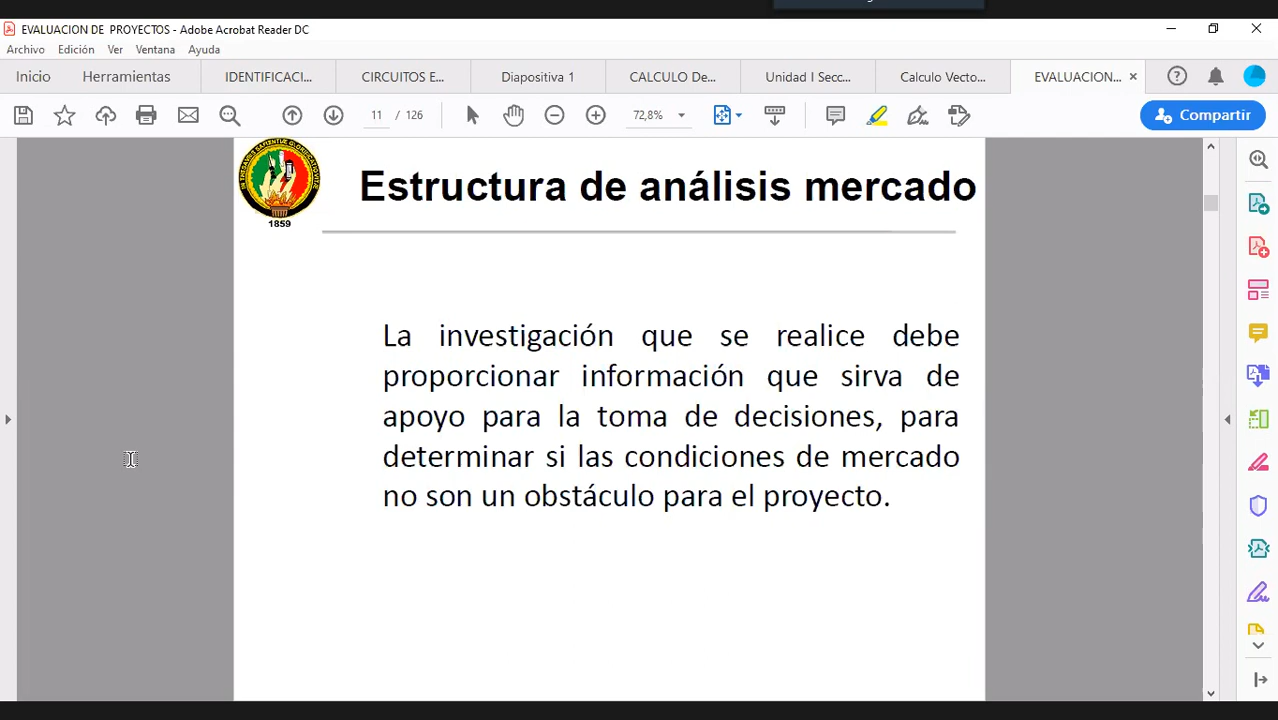 EVALUACION DE PROYECTOS - Adobe Acrobat Reader DC
Archivo Edición Ver Ventana Ayuda
Inicio Herramientas IDENTIFICACI... CIRCUITOS E... Diapositiva 1 CALCULO De... Unidad I Secc... Calculo Vecto... EVALUACION...
11 / 126 72,8% Compartir
Estructura de análisis mercado
1859
La investigación que se realice debe
proporcionar información que sirva de
apoyo para la toma de decisiones, para
determinar si las condiciones de mercado
no son un obstáculo para el proyecto.